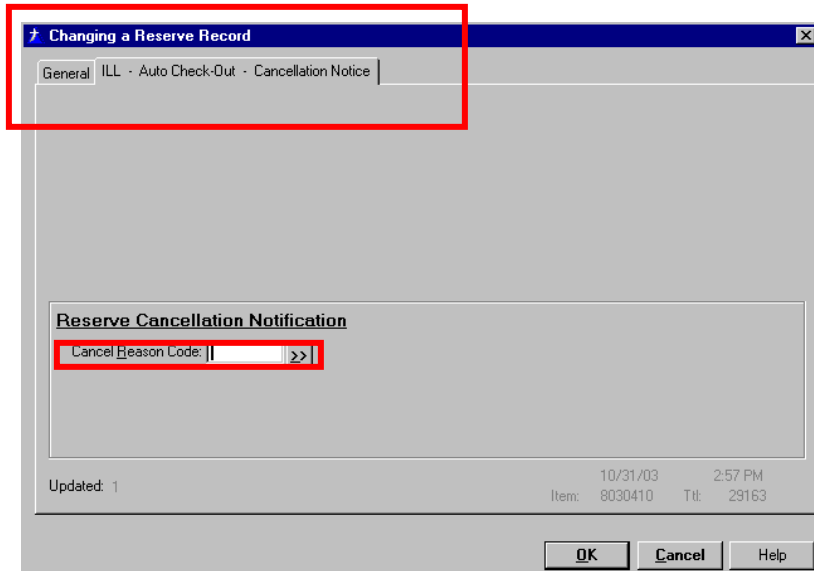 Changing a Reserve Record
General ILL - Auto Check-Out - Cancellation Notice
Reserve Cancellation Notification
Cancel Reason Code: >>
10/31/03 2:57 PM
Updated: 1
Item: 8030410 Ttl: 29163
OK Cancel Help